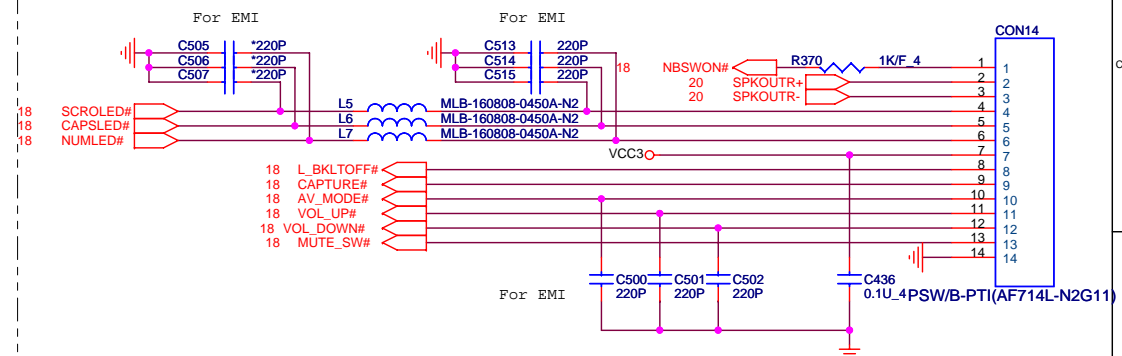 For EMI
For EMI
CON14
C505 *220P
C506 *220P
C507 *220P
C513 220P
C514 220P
C515 220P
18 NBSWON# R370 1K/F_4 1 1
20 SPKOUTR+ 2 2
20 SPKOUTR- 3 3
18 SCROLED# L5 MLB-160808-0450A-N2 4 4
18 CAPSLED# L6 MLB-160808-0450A-N2 5 5
18 NUMLED# L7 MLB-160808-0450A-N2 6 6
VCC3 7 7
18 L_BKLTOFF# 8 8
18 CAPTURE# 9 9
18 AV_MODE# 10 10
18 VOL_UP# 11 11
18 VOL_DOWN# 12 12
18 MUTE_SW# 13 13
14 14
For EMI
C500 220P
C501 220P
C502 220P
C436 0.1U_4
PSW/B-PTI(AF714L-N2G11)
C